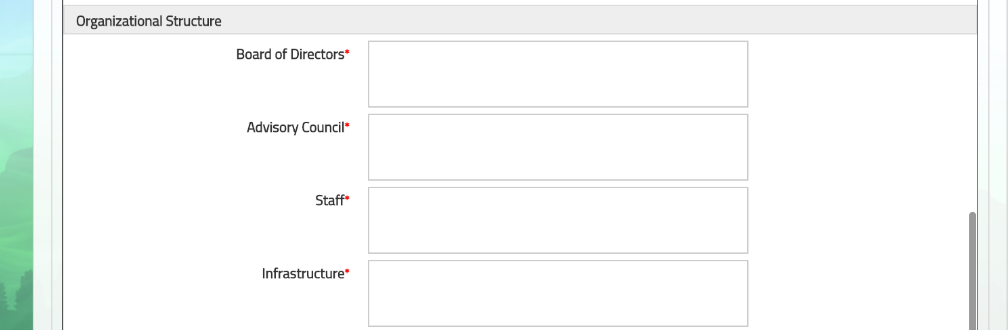 Organizational Structure
Board of Directors*
Advisory Council*
Staff*
Infrastructure*